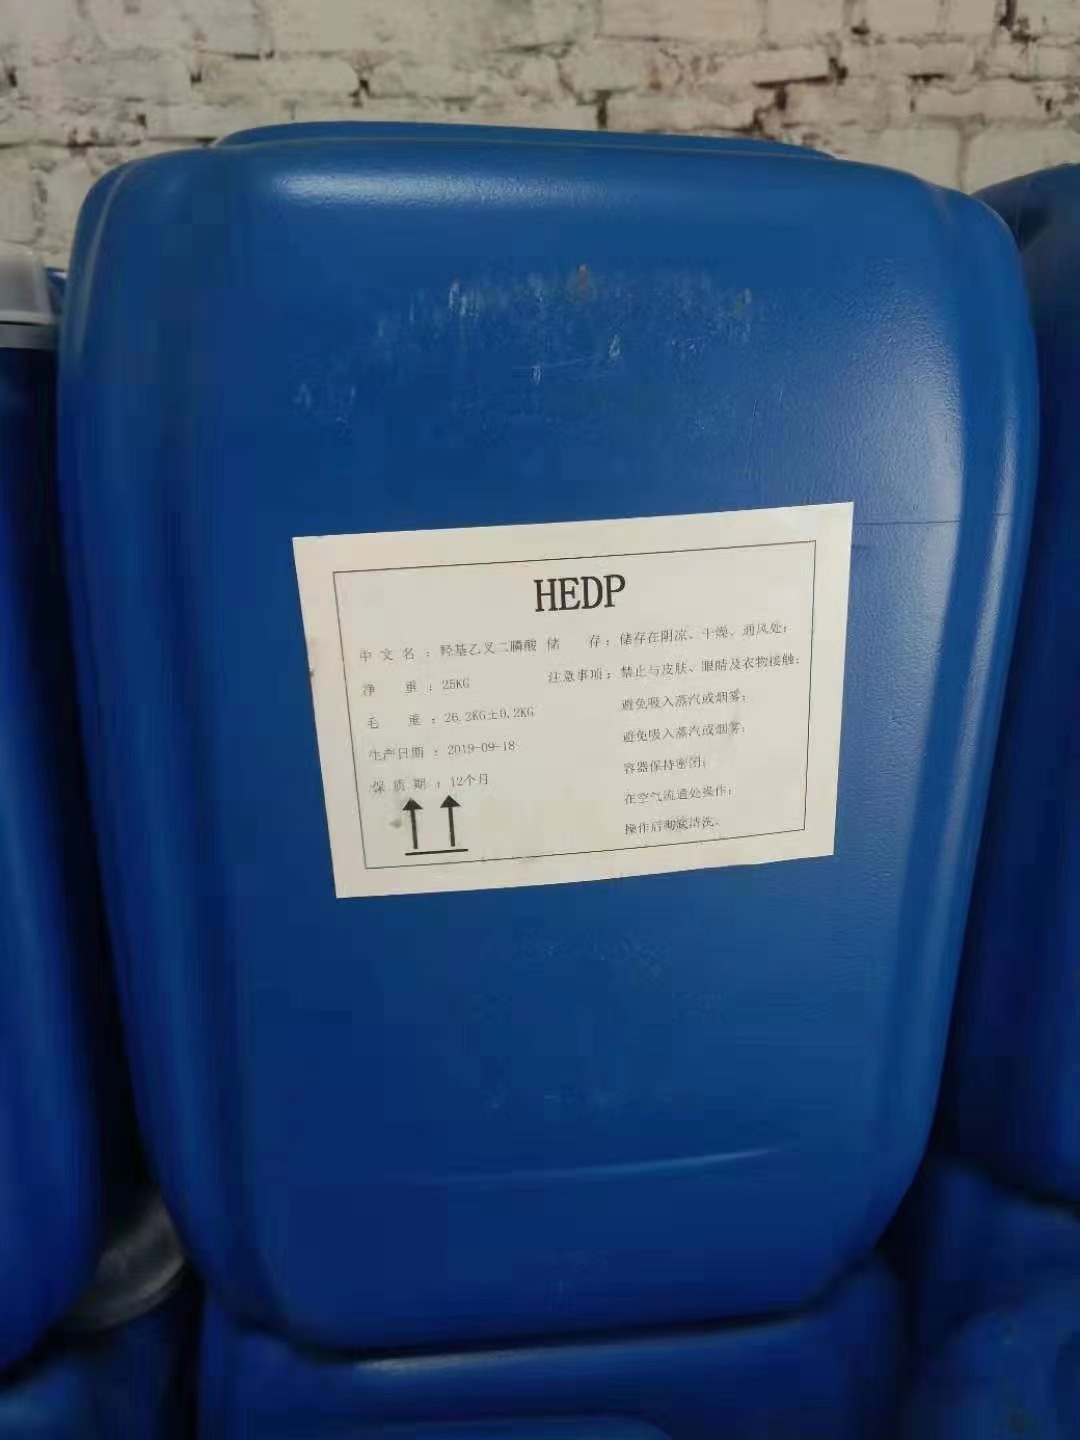 HEDP
中 文 名 ：羟基乙叉二膦酸 储 存：储存在阴凉、干燥、通风处；
净 重 ：25KG 注意事项：禁止与皮肤、眼睛及衣物接触；
毛 重 ：26.2KG±0.2KG 避免吸入蒸汽或烟雾；
生产日期 ：2019-09-18 避免吸入蒸汽或烟雾；
保 质 期 ：12个月 容器保持密闭；
在空气流通处操作；
操作后彻底清洗。